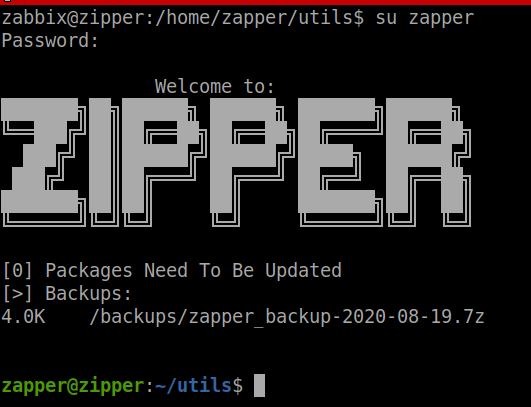 zabbix@zipper:/home/zapper/utils$ su zapper
Password:
Welcome to:
ZIPPER
[0] Packages Need To Be Updated
[>] Backups:
4.0K    /backups/zapper_backup-2020-08-19.7z
zapper@zipper:~/utils$